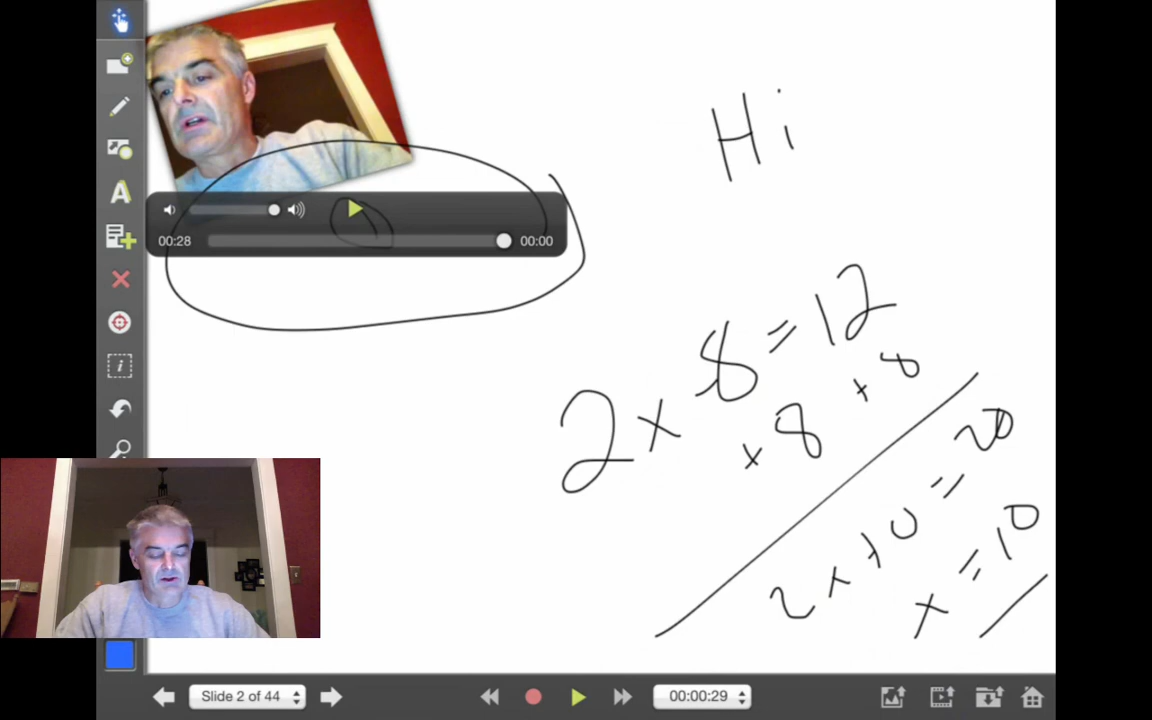 Hi
2x 8 = 12
+8 +8
2x +0 = 20
x = 10
00:28
00:00
A
i
Slide 2 of 44
00:00:29